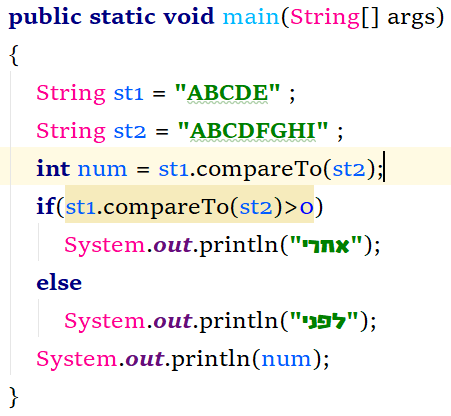 public static void main(String[] args)
{
String st1 = "ABCDE" ;
String st2 = "ABCDFGHI" ;
int num = st1.compareTo(st2);
if(st1.compareTo(st2)>0)
System.out.println("אחרי");
else
System.out.println("לפני");
System.out.println(num);
}